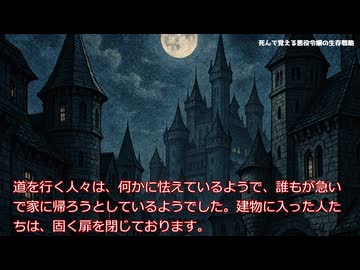 死んで覚える悪役令嬢の生存戦略
道を行く人々は、何かに怯えているようで、誰もが急い
で家に帰ろうとしているようでした。建物に入った人た
ちは、固く扉を閉じております。